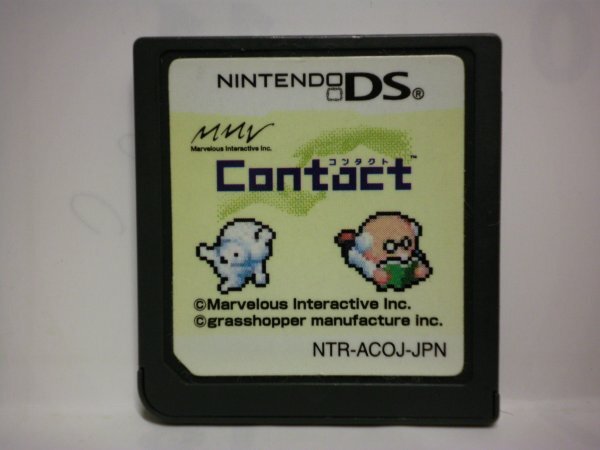 NINTENDO DS®
Marvelous Interactive Inc.
コンタクト
Contact™
©Marvelous Interactive Inc.
©grasshopper manufacture inc.
NTR-ACOJ-JPN